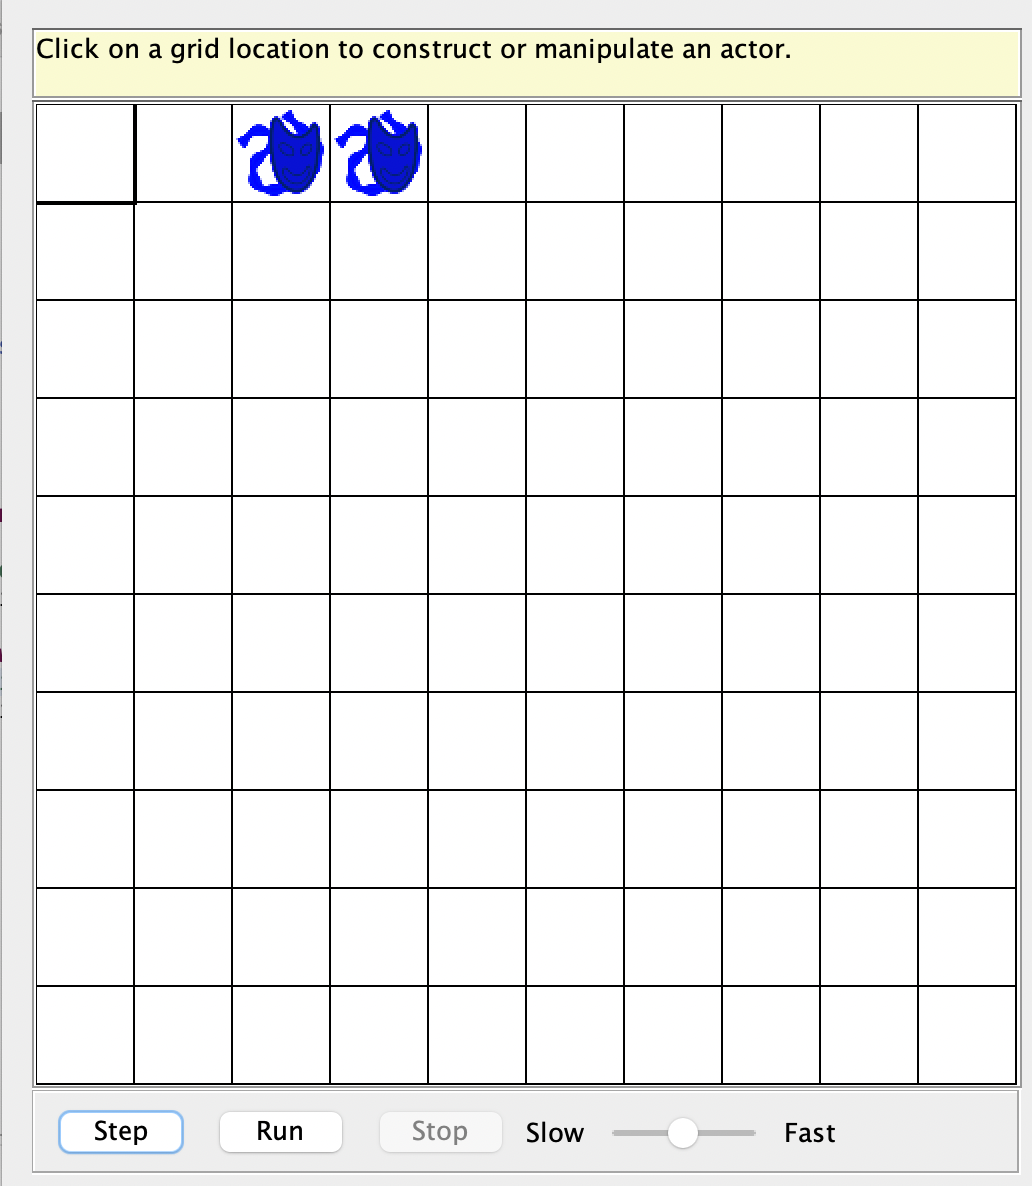 Click on a grid location to construct or manipulate an actor.
Step Run Stop Slow Fast